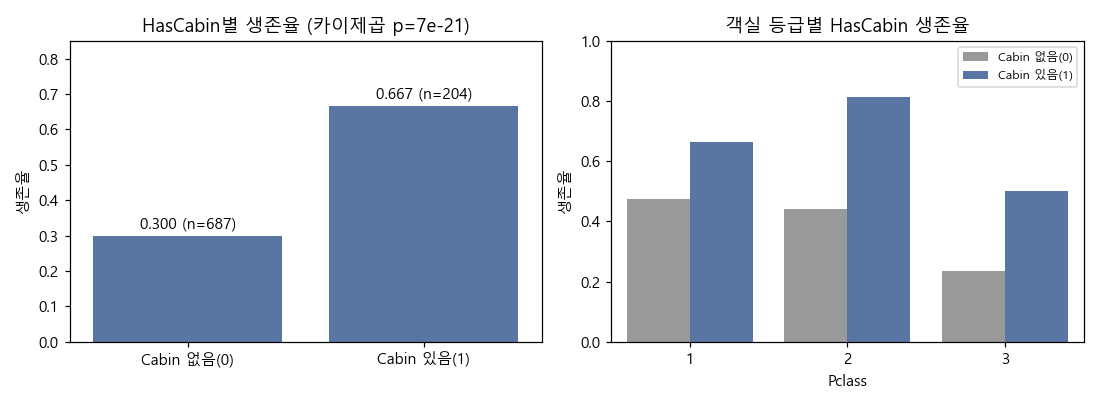 HasCabin별 생존율 (카이제곱 p=7e-21)
생존율
0.8
0.7
0.6
0.5
0.4
0.3
0.2
0.1
0.0
0.300 (n=687)
0.667 (n=204)
Cabin 없음(0)
Cabin 있음(1)
객실 등급별 HasCabin 생존율
생존율
1.0
0.8
0.6
0.4
0.2
0.0
Cabin 없음(0)
Cabin 있음(1)
1
2
3
Pclass